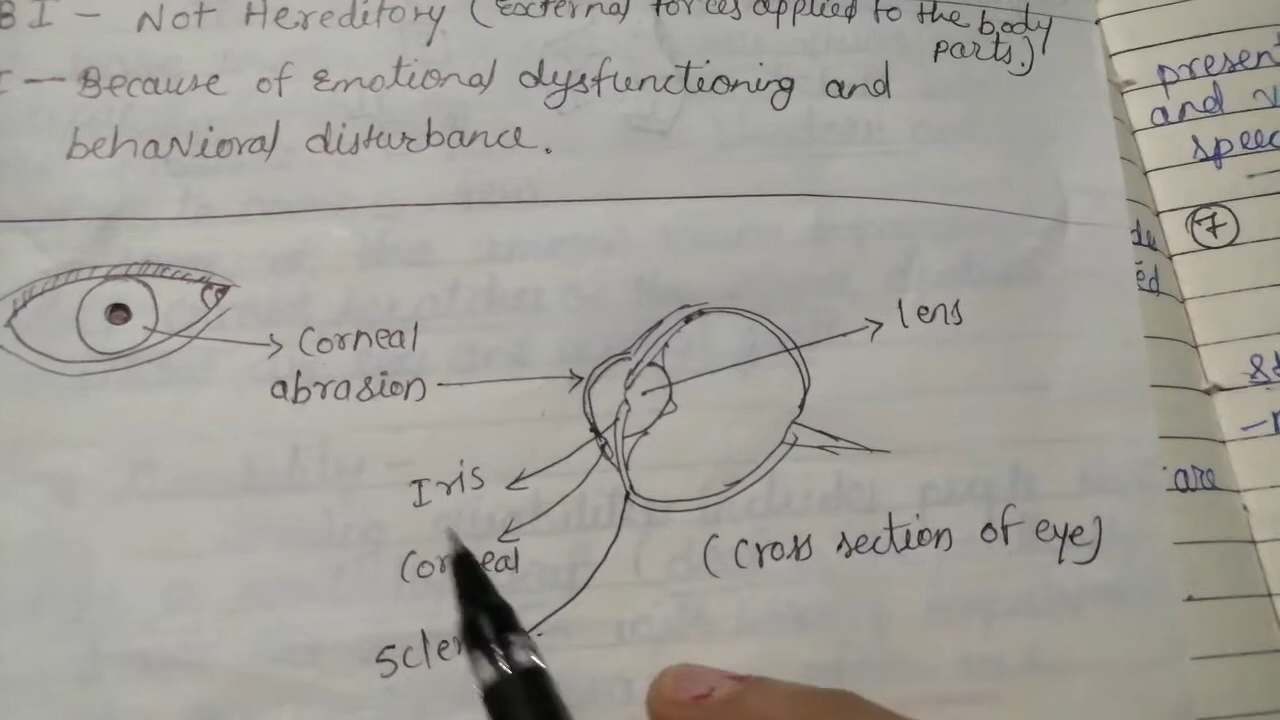 BI - Not Hereditory (External forces applied to the body
parts.)
I - Because of Emotional dysfunctioning and
behavioral disturbance.
Corneal
abrasion
lens
Iris
Corneal
(Cross section of eye)
present
and
7
are